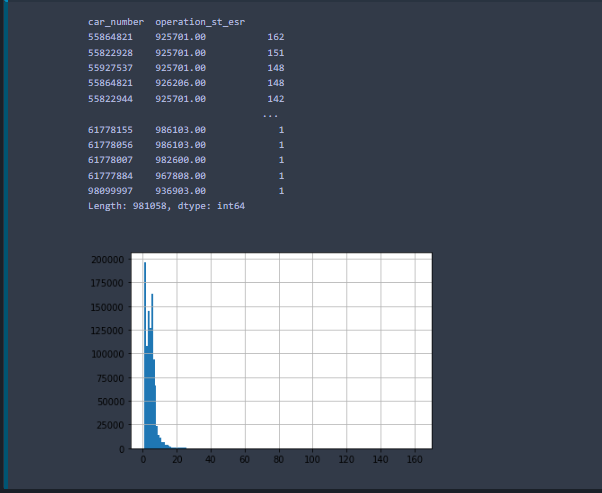 car_number operation_st_esr
55864821 925701.00 162
55822928 925701.00 151
55927537 925701.00 148
55864821 926206.00 148
55822944 925701.00 142
...
61778155 986103.00 1
61778056 986103.00 1
61778007 982600.00 1
61777884 967808.00 1
98099997 936903.00 1
Length: 981058, dtype: int64
200000
175000
150000
125000
100000
75000
50000
25000
0
0 20 40 60 80 100 120 140 160